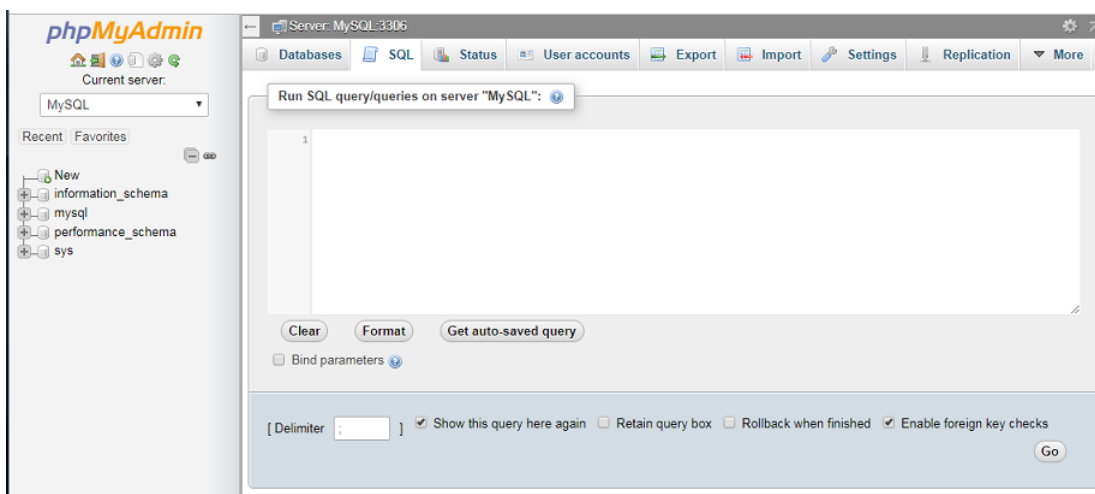 phpMyAdmin
Current server:
MySQL
Recent Favorites
New
information_schema
mysql
performance_schema
sys
Server: MySQL:3306
Databases SQL Status User accounts Export Import Settings Replication More
Run SQL query/queries on server "MySQL":
1
Clear Format Get auto-saved query
Bind parameters
[ Delimiter ; ] Show this query here again Retain query box Rollback when finished Enable foreign key checks
Go